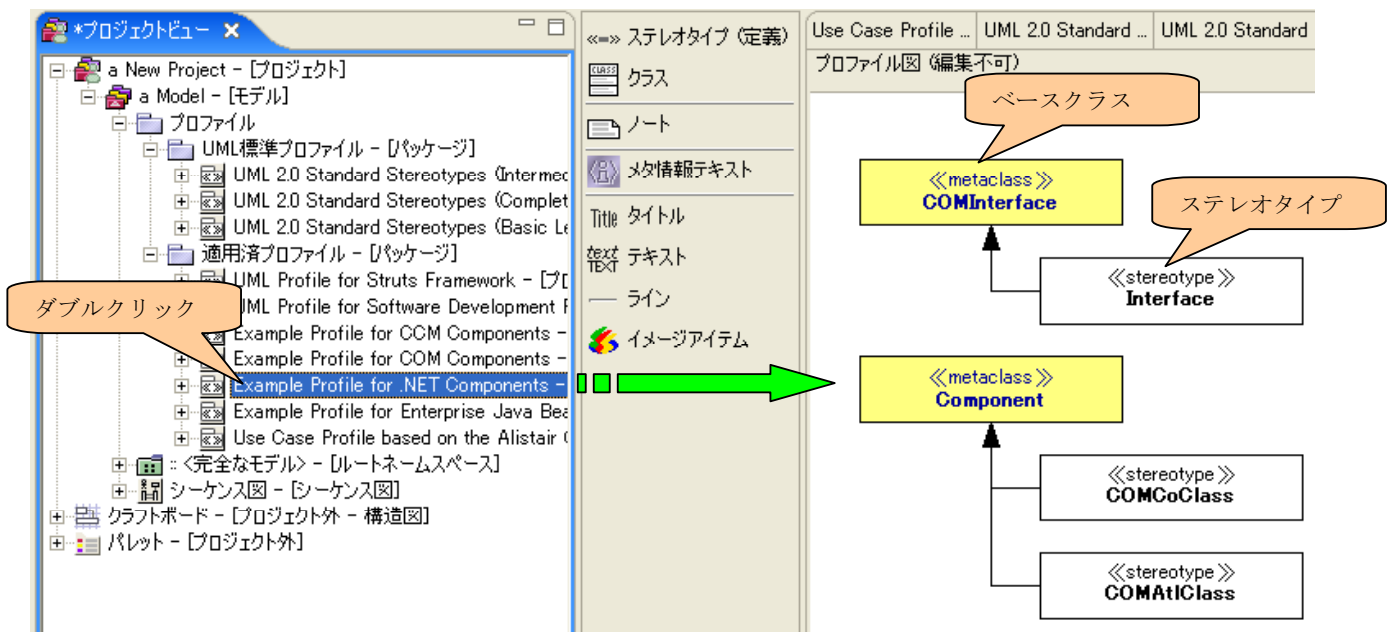 *プロジェクトビュー
a New Project - [プロジェクト]
a Model - [モデル]
プロファイル
UML標準プロファイル - [パッケージ]
UML 2.0 Standard Stereotypes (Intermed
UML 2.0 Standard Stereotypes (Complet
UML 2.0 Standard Stereotypes (Basic Le
適用済プロファイル - [パッケージ]
UML Profile for Struts Framework - [プロ
UML Profile for Software Development P
Example Profile for CCM Components -
Example Profile for COM Components -
Example Profile for .NET Components -
Example Profile for Enterprise Java Bea
Use Case Profile based on the Alistair C
:: <完全なモデル> - [ルートネームスペース]
シーケンス図 - [シーケンス図]
クラフトボード - [プロジェクト外 - 構造図]
パレット - [プロジェクト外]
ダブルクリック
«=» ステレオタイプ (定義)
CLASS クラス
ノート
メタ情報テキスト
Title タイトル
text TEXT テキスト
ライン
イメージアイテム
Use Case Profile ... UML 2.0 Standard ... UML 2.0 Standard
プロファイル図 (編集不可)
ベースクラス
≪metaclass≫
COMInterface
ステレオタイプ
≪stereotype≫
Interface
≪metaclass≫
Component
≪stereotype≫
COMCoClass
≪stereotype≫
COMAtlClass